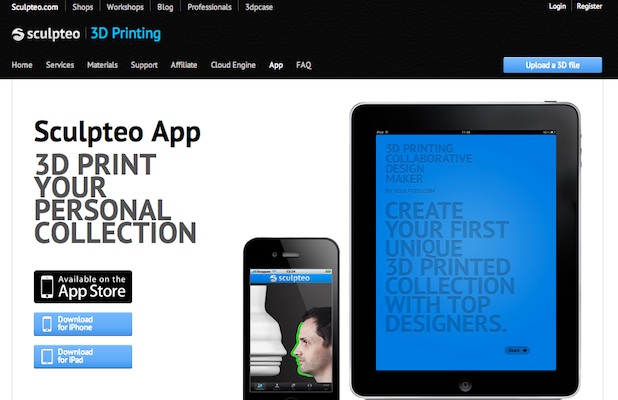 Sculpteo.com Shops Workshops Blog Professionals 3dpcase Login Register
sculpteo 3D Printing
Home Services Materials Support Affiliate Cloud Engine App FAQ Upload a 3D file
Sculpteo App
3D PRINT
YOUR
PERSONAL
COLLECTION
Available on the
App Store
Download
for iPhone
Download
for iPad
sculpteo
3D PRINTING
COLLABORATIVE
DESIGN
MAKER
BY SCULPTEO.COM
CREATE
YOUR FIRST
UNIQUE
3D PRINTED
COLLECTION
WITH TOP
DESIGNERS.
Start